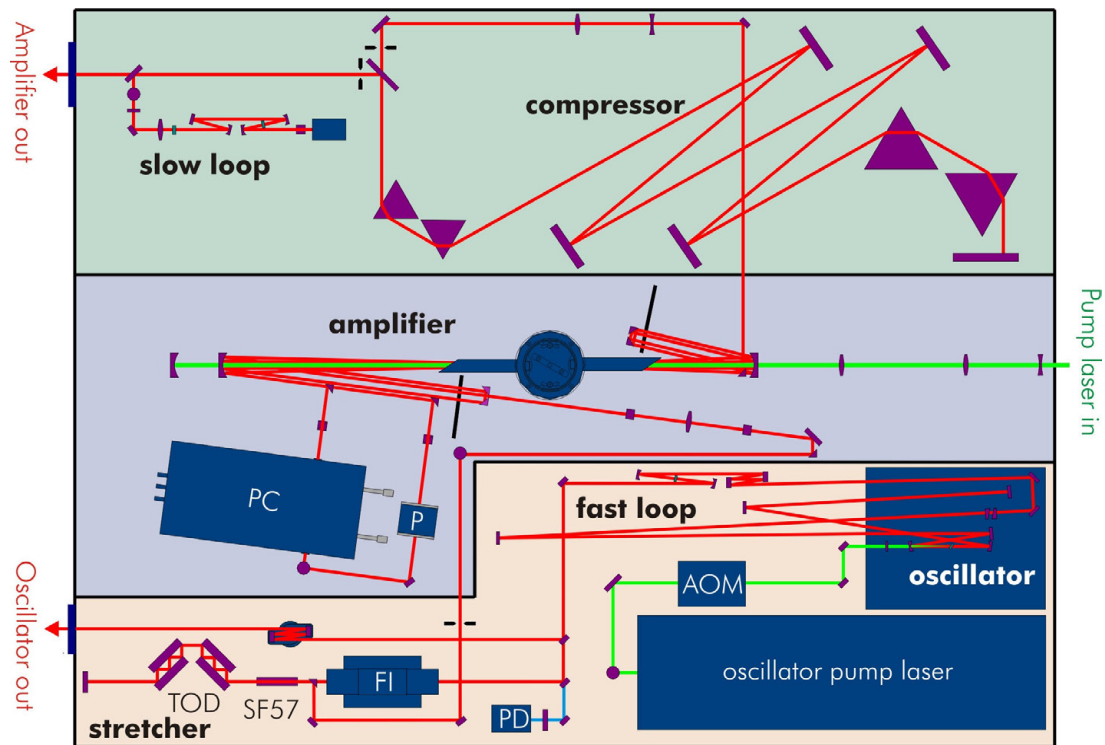 Amplifier out
compressor
slow loop
amplifier
Pump laser in
PC
P
fast loop
oscillator
AOM
oscillator pump laser
Oscillator out
TOD
SF57
FI
PD
stretcher